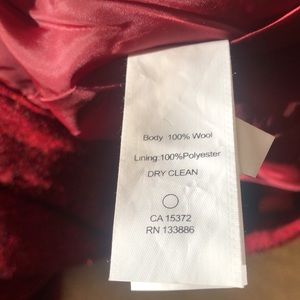 Body 100% Wool
Lining:100%Polyester
DRY CLEAN
CA 15372
RN 133886